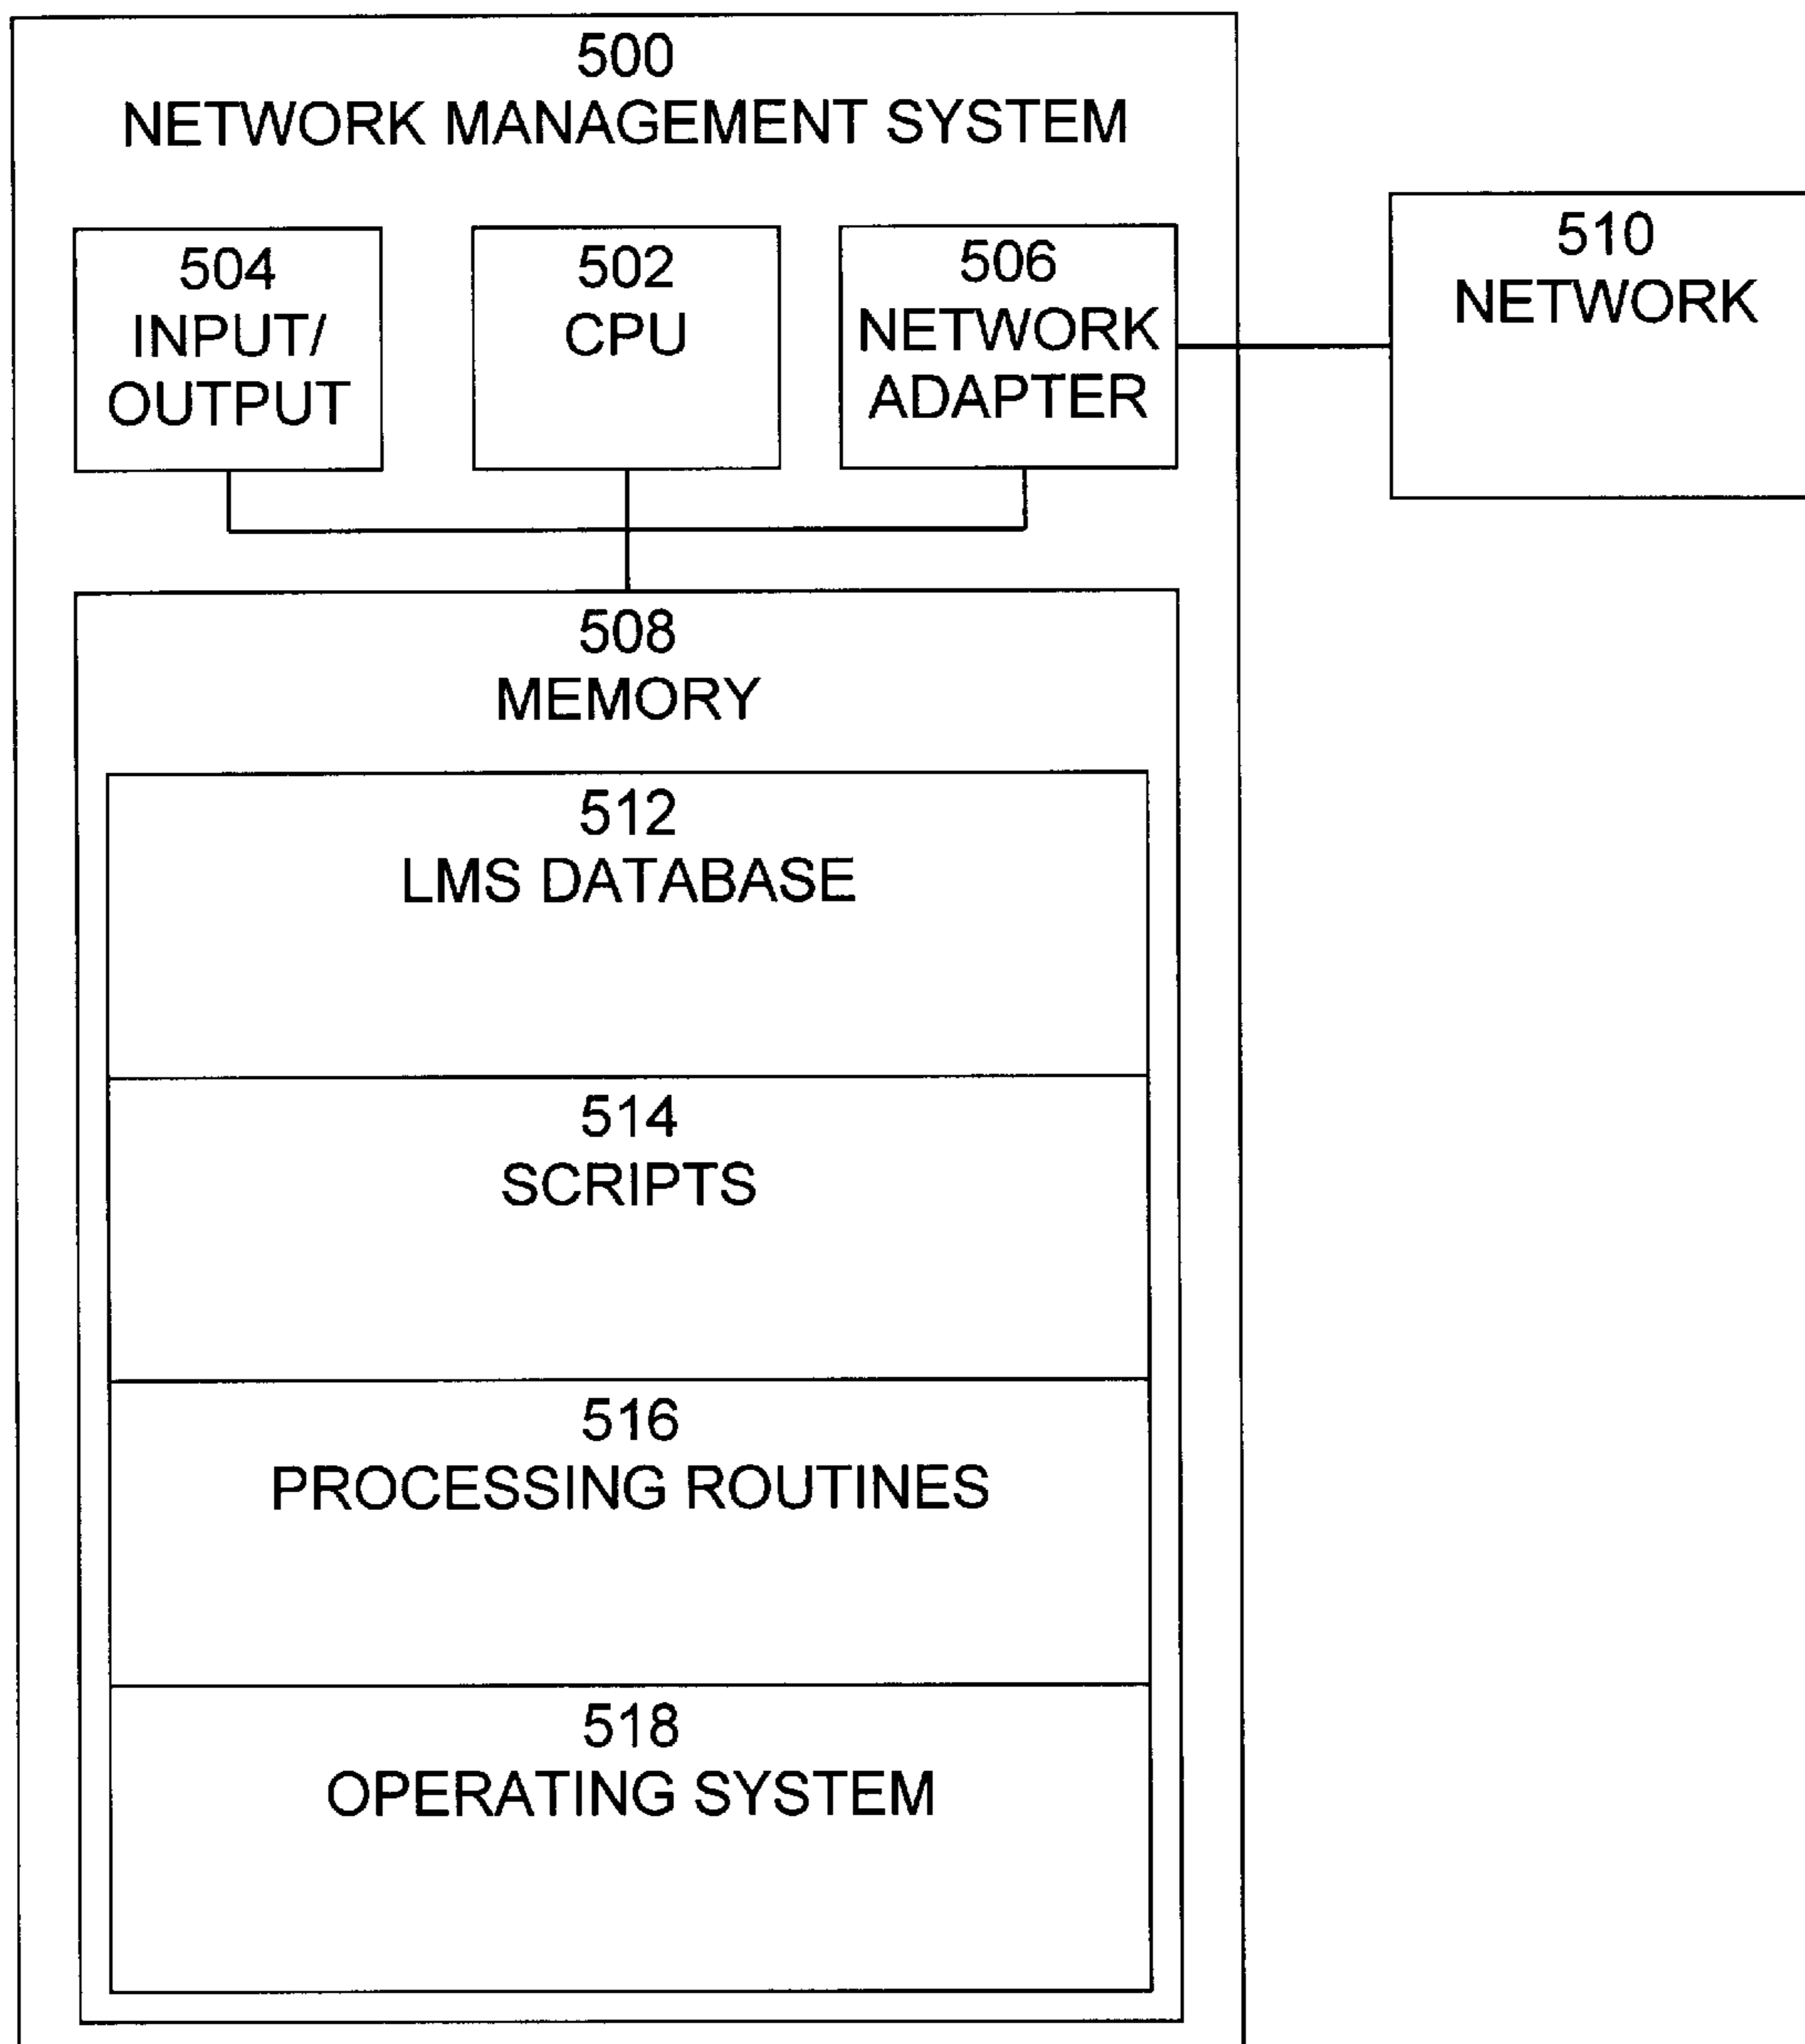 500
NETWORK MANAGEMENT SYSTEM
504
INPUT/
OUTPUT
502
CPU
506
NETWORK
ADAPTER
510
NETWORK
508
MEMORY
512
LMS DATABASE
514
SCRIPTS
516
PROCESSING ROUTINES
518
OPERATING SYSTEM